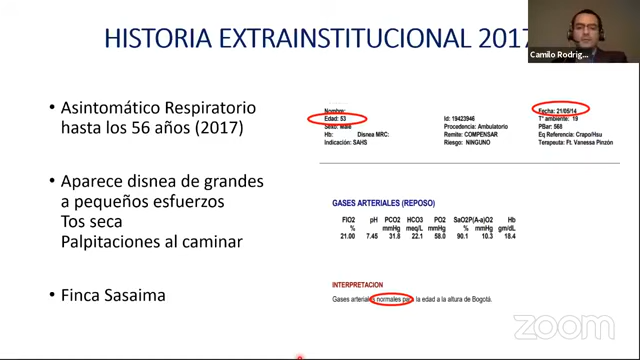 HISTORIA EXTRAINSTITUCIONAL 2017
Camilo Rodríg...
• Asintomático Respiratorio
hasta los 56 años (2017)
• Aparece disnea de grandes
a pequeños esfuerzos
Tos seca
Palpitaciones al caminar
• Finca Sasaima
Nombre:
Edad: 53
Sexo: Male
Hb: Disnea MRC:
Indicación: SAHS
Id: 19423946
Procedencia: Ambulatorio
Remite: COMPENSAR
Riesgo: NINGUNO
Fecha: 21/05/14
T° ambiente: 19
PBar: 568
Eq Referencia: Crapo/Hsu
Terapeuta: Ft. Vanessa Pinzón
GASES ARTERIALES (REPOSO)
FIO2 pH PCO2 HCO3 PO2 SaO2 P(A-a)O2 Hb
% mmHg meq/L mmHg % mmHg gm/dL
21.00 7.45 31.8 22.1 58.0 90.1 10.3 18.4
INTERPRETACION
Gases arteriales normales para la edad a la altura de Bogotá.
zoom